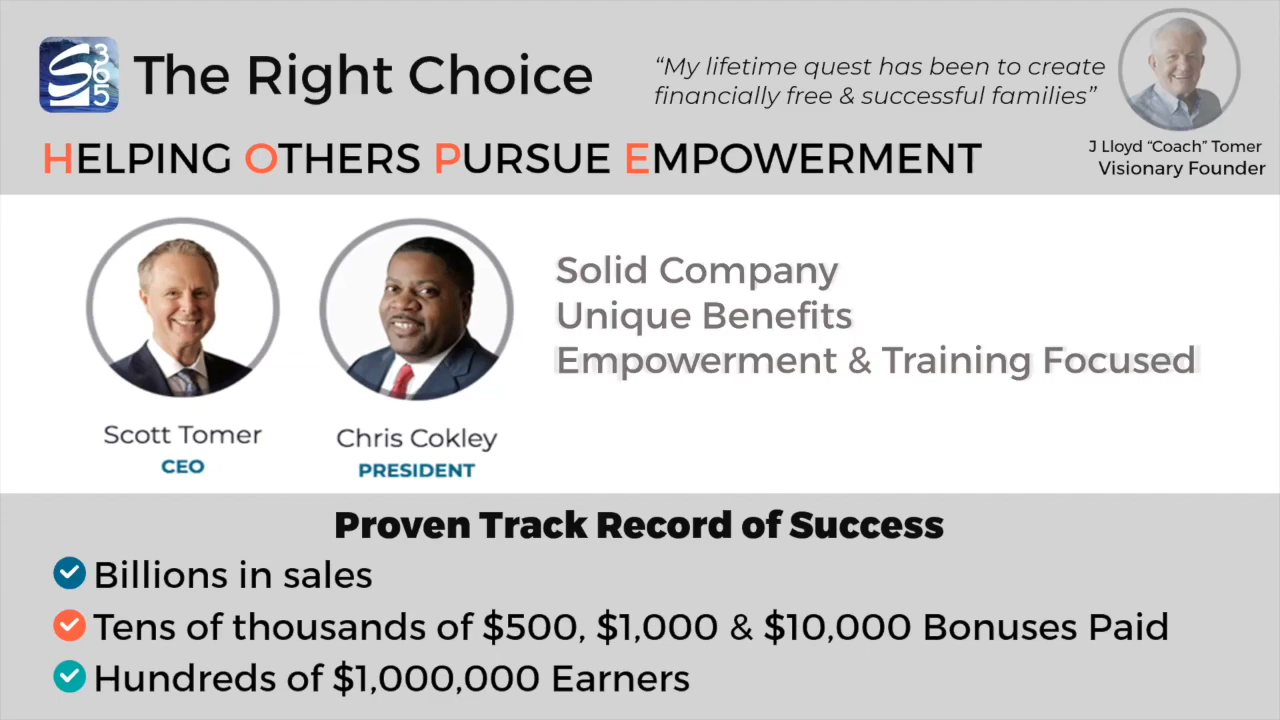 365
The Right Choice
“My lifetime quest has been to create
financially free & successful families”
J Lloyd “Coach” Tomer
Visionary Founder
HELPING OTHERS PURSUE EMPOWERMENT
Solid Company
Unique Benefits
Empowerment & Training Focused
Scott Tomer
CEO
Chris Cokley
PRESIDENT
Proven Track Record of Success
Billions in sales
Tens of thousands of $500, $1,000 & $10,000 Bonuses Paid
Hundreds of $1,000,000 Earners